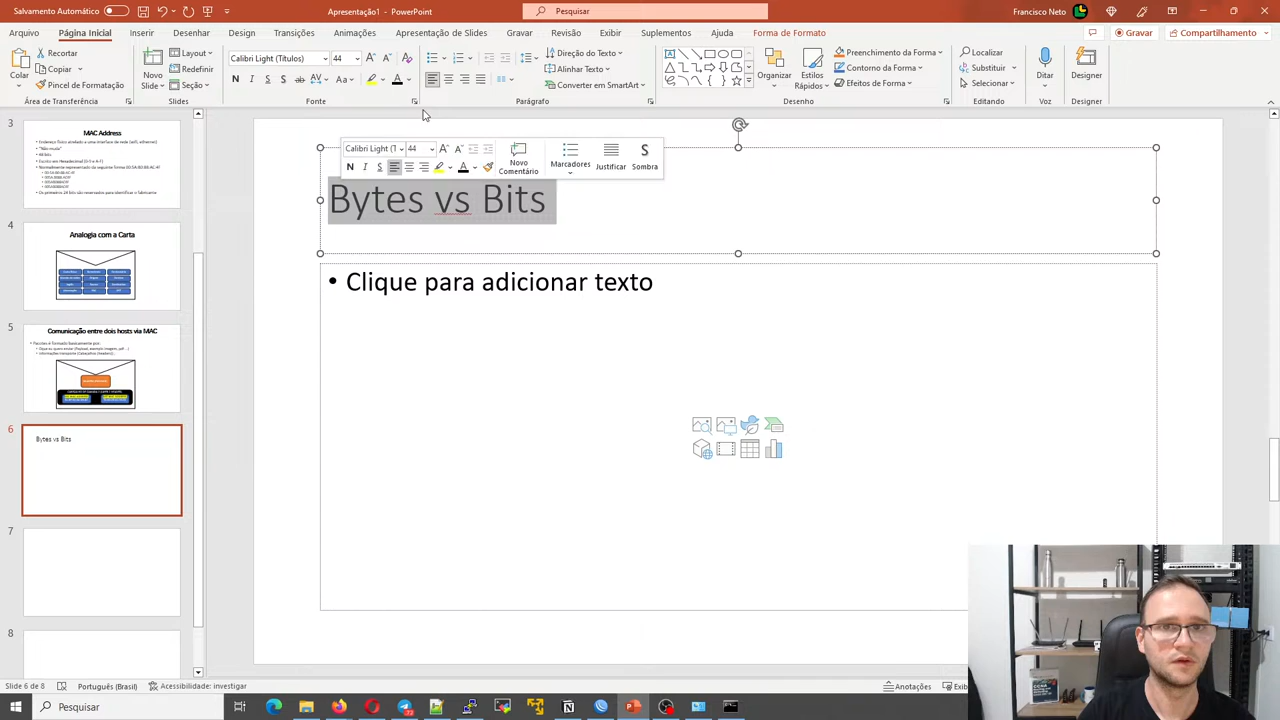 Salvamento Automático
Apresentação - PowerPoint
Pesquisar
Francisco Neto
Arquivo
Página Inicial
Inserir
Desenhar
Design
Transições
Animações
Apresentação de Slides
Gravar
Revisão
Exibir
Suplementos
Ajuda
Forma de Formato
Gravar
Compartilhamento
Colar
Recortar
Copiar
Pincel de Formatação
Área de Transferência
Novo
Slide
Layout
Redefinir
Seção
Slides
Calibri Light (Títulos)
44
N I S ab AV Aa A
Fonte
Direção do Texto
Alinhar Texto
Converter em SmartArt
Parágrafo
Organizar
Estilos
Rápidos
Preenchimento da Forma
Contorno da Forma
Efeitos de Forma
Desenho
Localizar
Substituir
Selecionar
Editando
Ditar
Voz
Designer
Designer
3
MAC Address
4
Analogia com a Carta
5
Comunicação entre dois hosts via MAC
6
Bytes vs Bits
7
8
Calibri Light (T
44
N I S
Novo
Comentário
Marcadores
Justificar
Sombra
Bytes vs Bits
• Clique para adicionar texto
CCNA
Slide 6 de 8
Português (Brasil)
Acessibilidade: investigar
Anotações
Exib
Pesquisar